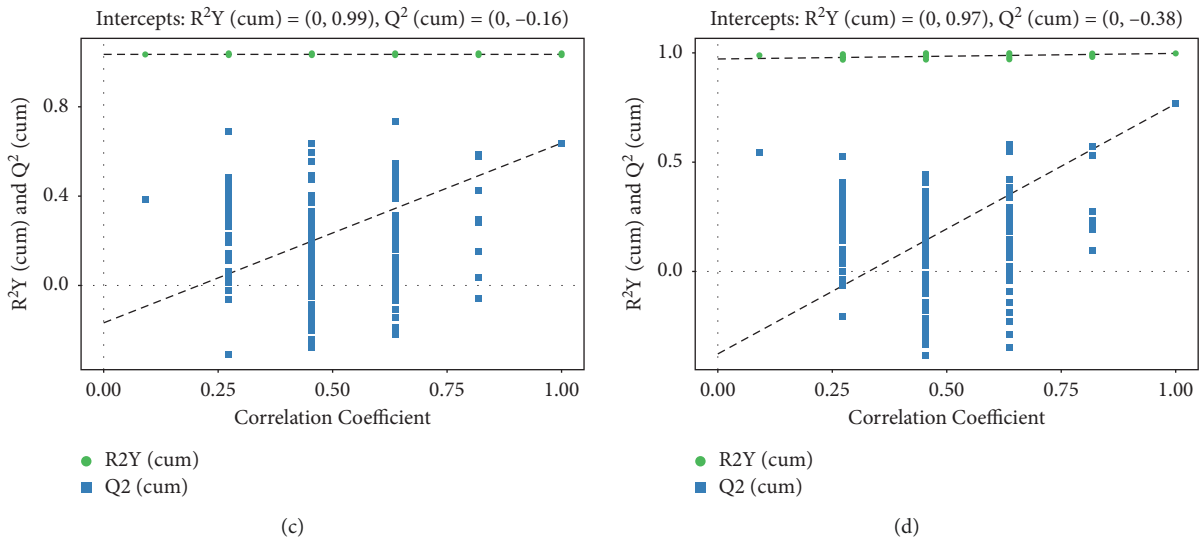 Intercepts: R²Y (cum) = (0, 0.99), Q² (cum) = (0, –0.16)
R²Y (cum) and Q² (cum)
0.8
0.4
0.0
0.00 0.25 0.50 0.75 1.00
Correlation Coefficient
R2Y (cum)
Q2 (cum)
(c)
Intercepts: R²Y (cum) = (0, 0.97), Q² (cum) = (0, –0.38)
R²Y (cum) and Q² (cum)
1.0
0.5
0.0
0.00 0.25 0.50 0.75 1.00
Correlation Coefficient
R2Y (cum)
Q2 (cum)
(d)